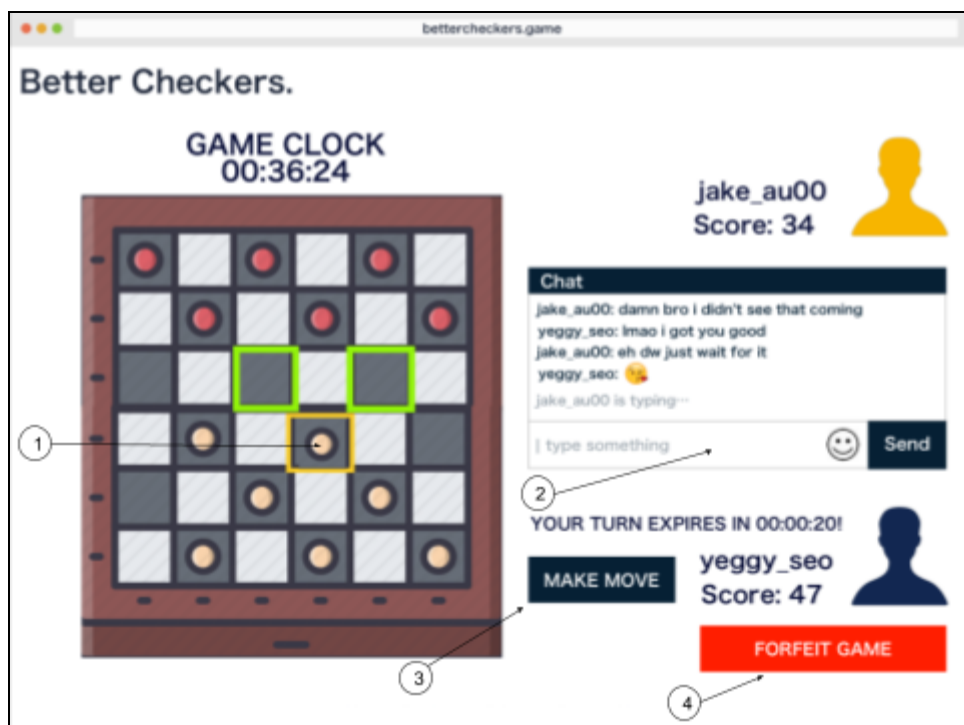 bettercheckers.game
Better Checkers.
GAME CLOCK
00:36:24
jake_au00
Score: 34
Chat
jake_au00: damn bro i didn't see that coming
yeggy_seo: lmao i got you good
jake_au00: eh dw just wait for it
yeggy_seo: 😘
jake_au00 is typing...
| type something
Send
1
2
YOUR TURN EXPIRES IN 00:00:20!
MAKE MOVE
yeggy_seo
Score: 47
3
FORFEIT GAME
4